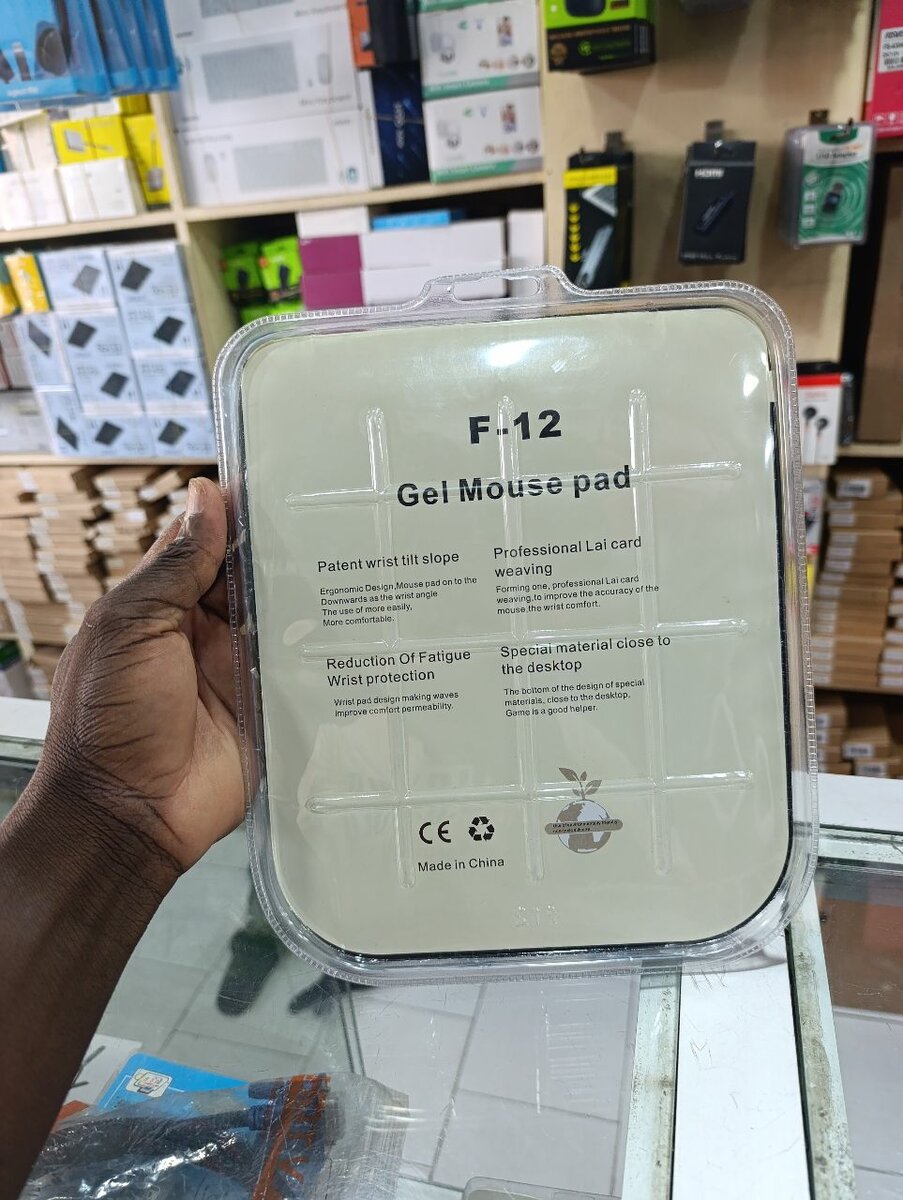 F-12
Gel Mouse pad
Patent wrist tilt slope
Ergonomic Design,Mouse pad on to the
Downwards as the wrist angle
The use of more easily,
More comfortable.
Professional Lai card
weaving
Forming one, professional Lai card
weaving,to improve the accuracy of the
mouse,the wrist comfort.
Reduction Of Fatigue
Wrist protection
Wrist pad design making waves
Improve comfort permeability.
Special material close to
the desktop
The bottom of the design of special
materials, close to the desktop,
Game is a good helper.
CE
Made in China
HDMI